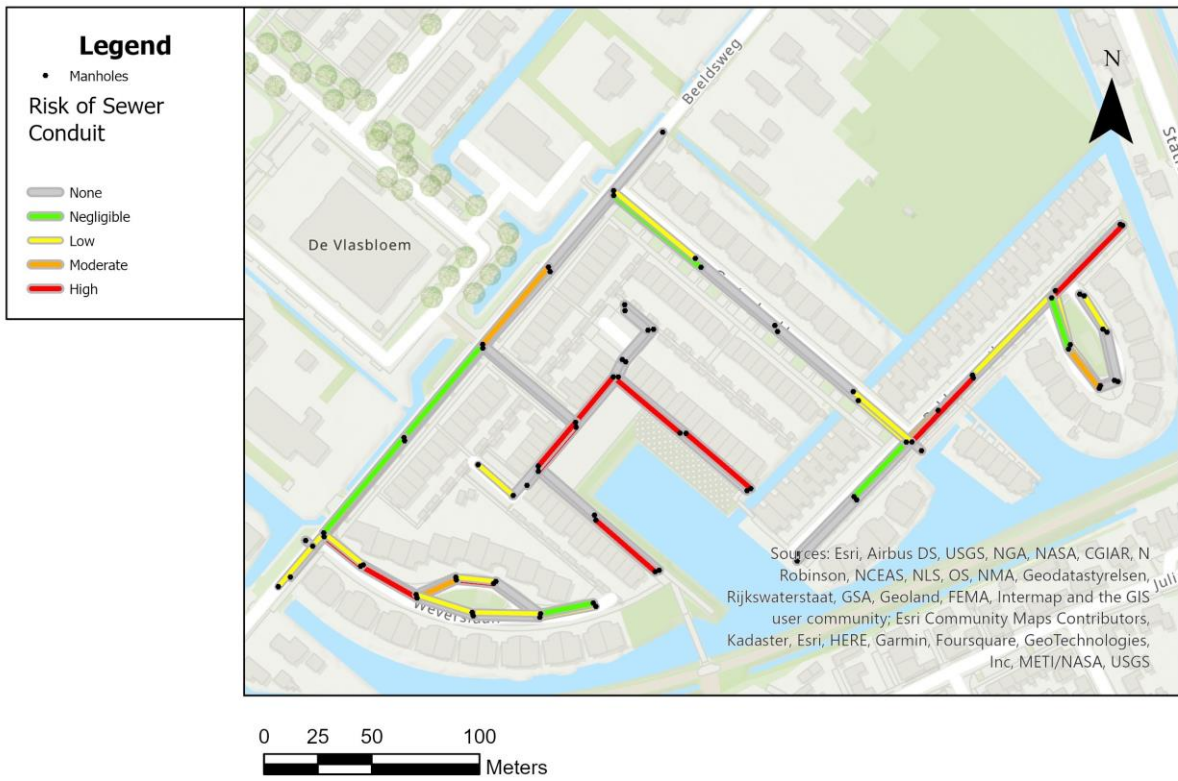 Legend
Manholes
Risk of Sewer
Conduit
None
Negligible
Low
Moderate
High
Beeldsweg
N
De Vlasbloem
Sources: Esri, Airbus DS, USGS, NGA, NASA, CGIAR, N
Robinson, NCEAS, NLS, OS, NMA, Geodatastyrelsen,
Rijkswaterstaat, GSA, Geoland, FEMA, Intermap and the GIS
user community; Esri Community Maps Contributors,
Kadaster, Esri, HERE, Garmin, Foursquare, GeoTechnologies,
Inc, METI/NASA, USGS
Juli
0 25 50 100
Meters